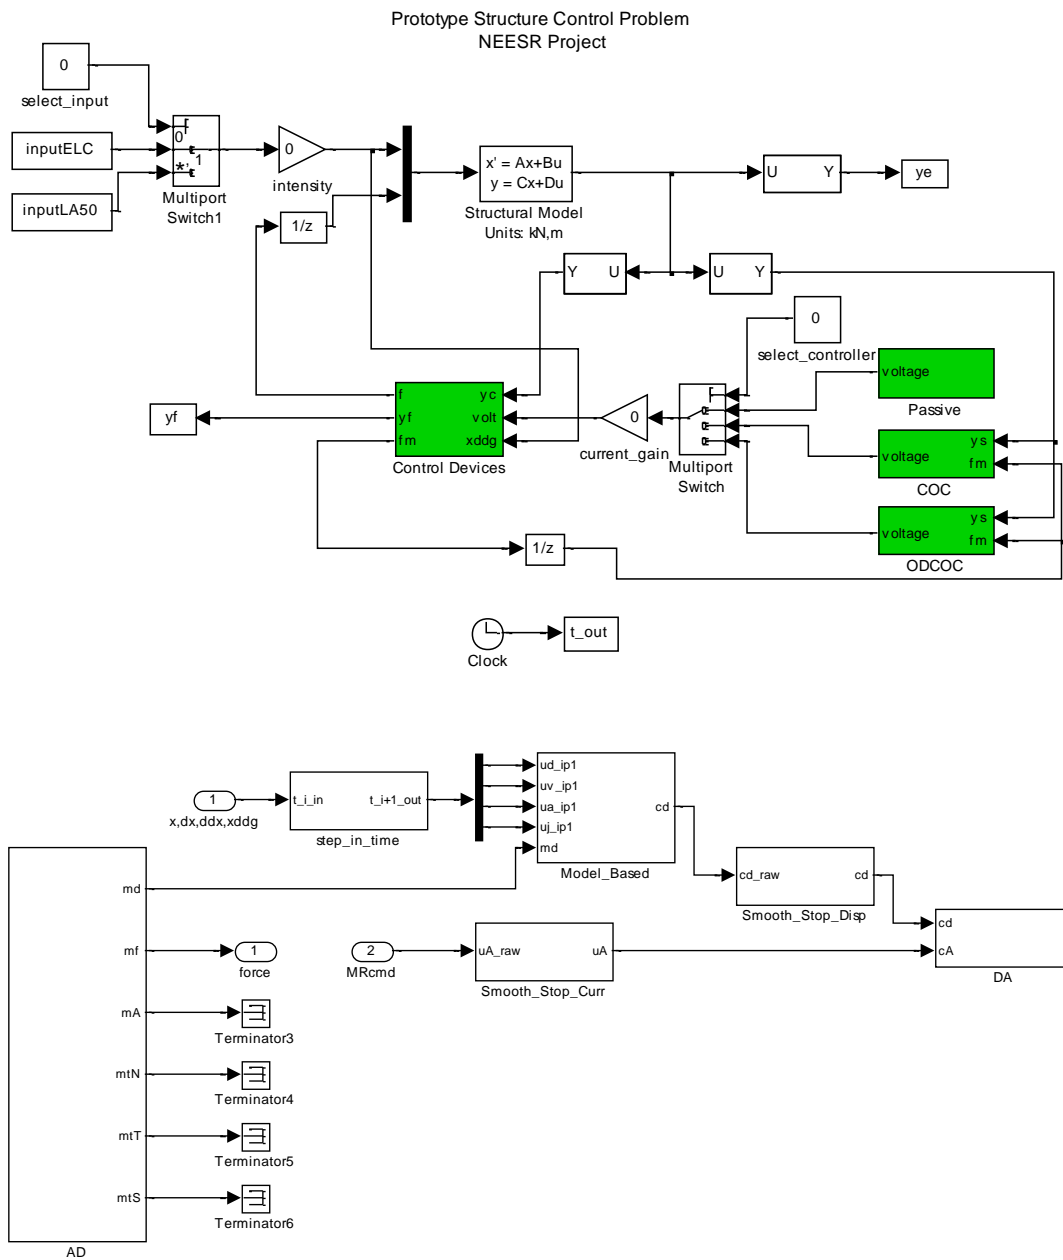 Prototype Structure Control Problem
NEESR Project
0
select_input
inputELC
inputLA50
0
*, 1
Multiport
Switch1
0
intensity
1/z
x' = Ax+Bu
y = Cx+Du
Structural Model
Units: kN,m
U Y
ye
Y U
U Y
0
select_controller
voltage
Passive
f yc
yf volt
fm xddg
Control Devices
yf
0
current_gain
Multiport
Switch
ys
voltage
fm
COC
ys
voltage
fm
ODCOC
1/z
Clock
t_out
1
x,dx,ddx,xddg
t_i_in t_i+1_out
step_in_time
ud_ip1
uv_ip1
ua_ip1
uj_ip1
md
cd
Model_Based
cd_raw cd
Smooth_Stop_Disp
cd
cA
DA
md
mf
mA
mtN
mtT
mtS
AD
1
force
2
MRcmd
uA_raw uA
Smooth_Stop_Curr
Terminator3
Terminator4
Terminator5
Terminator6